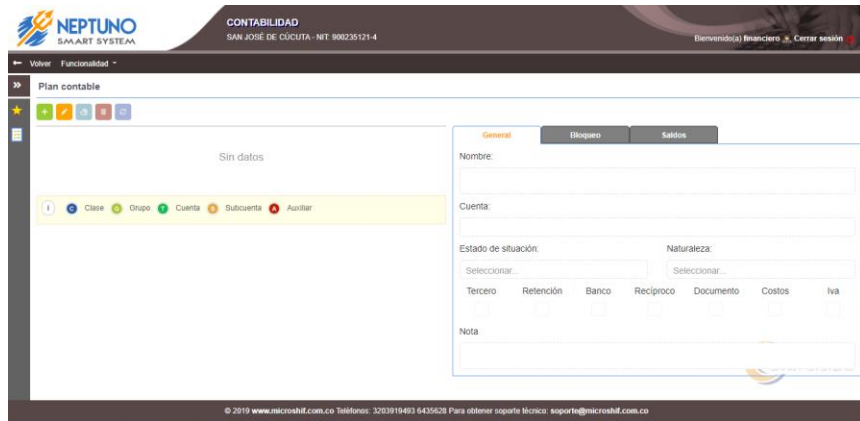 NEPTUNO
SMART SYSTEM
CONTABILIDAD
SAN JOSÉ DE CÚCUTA - NIT: 900235121-4
Bienvenido(a) financiero Cerrar sesión
Volver Funcionalidad
Plan contable
Sin datos
i C Clase G Grupo T Cuenta S Subcuenta A Auxiliar
General Bloqueo Saldos
Nombre:
Cuenta:
Estado de situación: Naturaleza:
Seleccionar... Seleccionar...
Tercero Retención Banco Recíproco Documento Costos Iva
Nota
© 2019 www.microshif.com.co Teléfonos: 3203919493 6435628 Para obtener soporte técnico: soporte@microshif.com.co